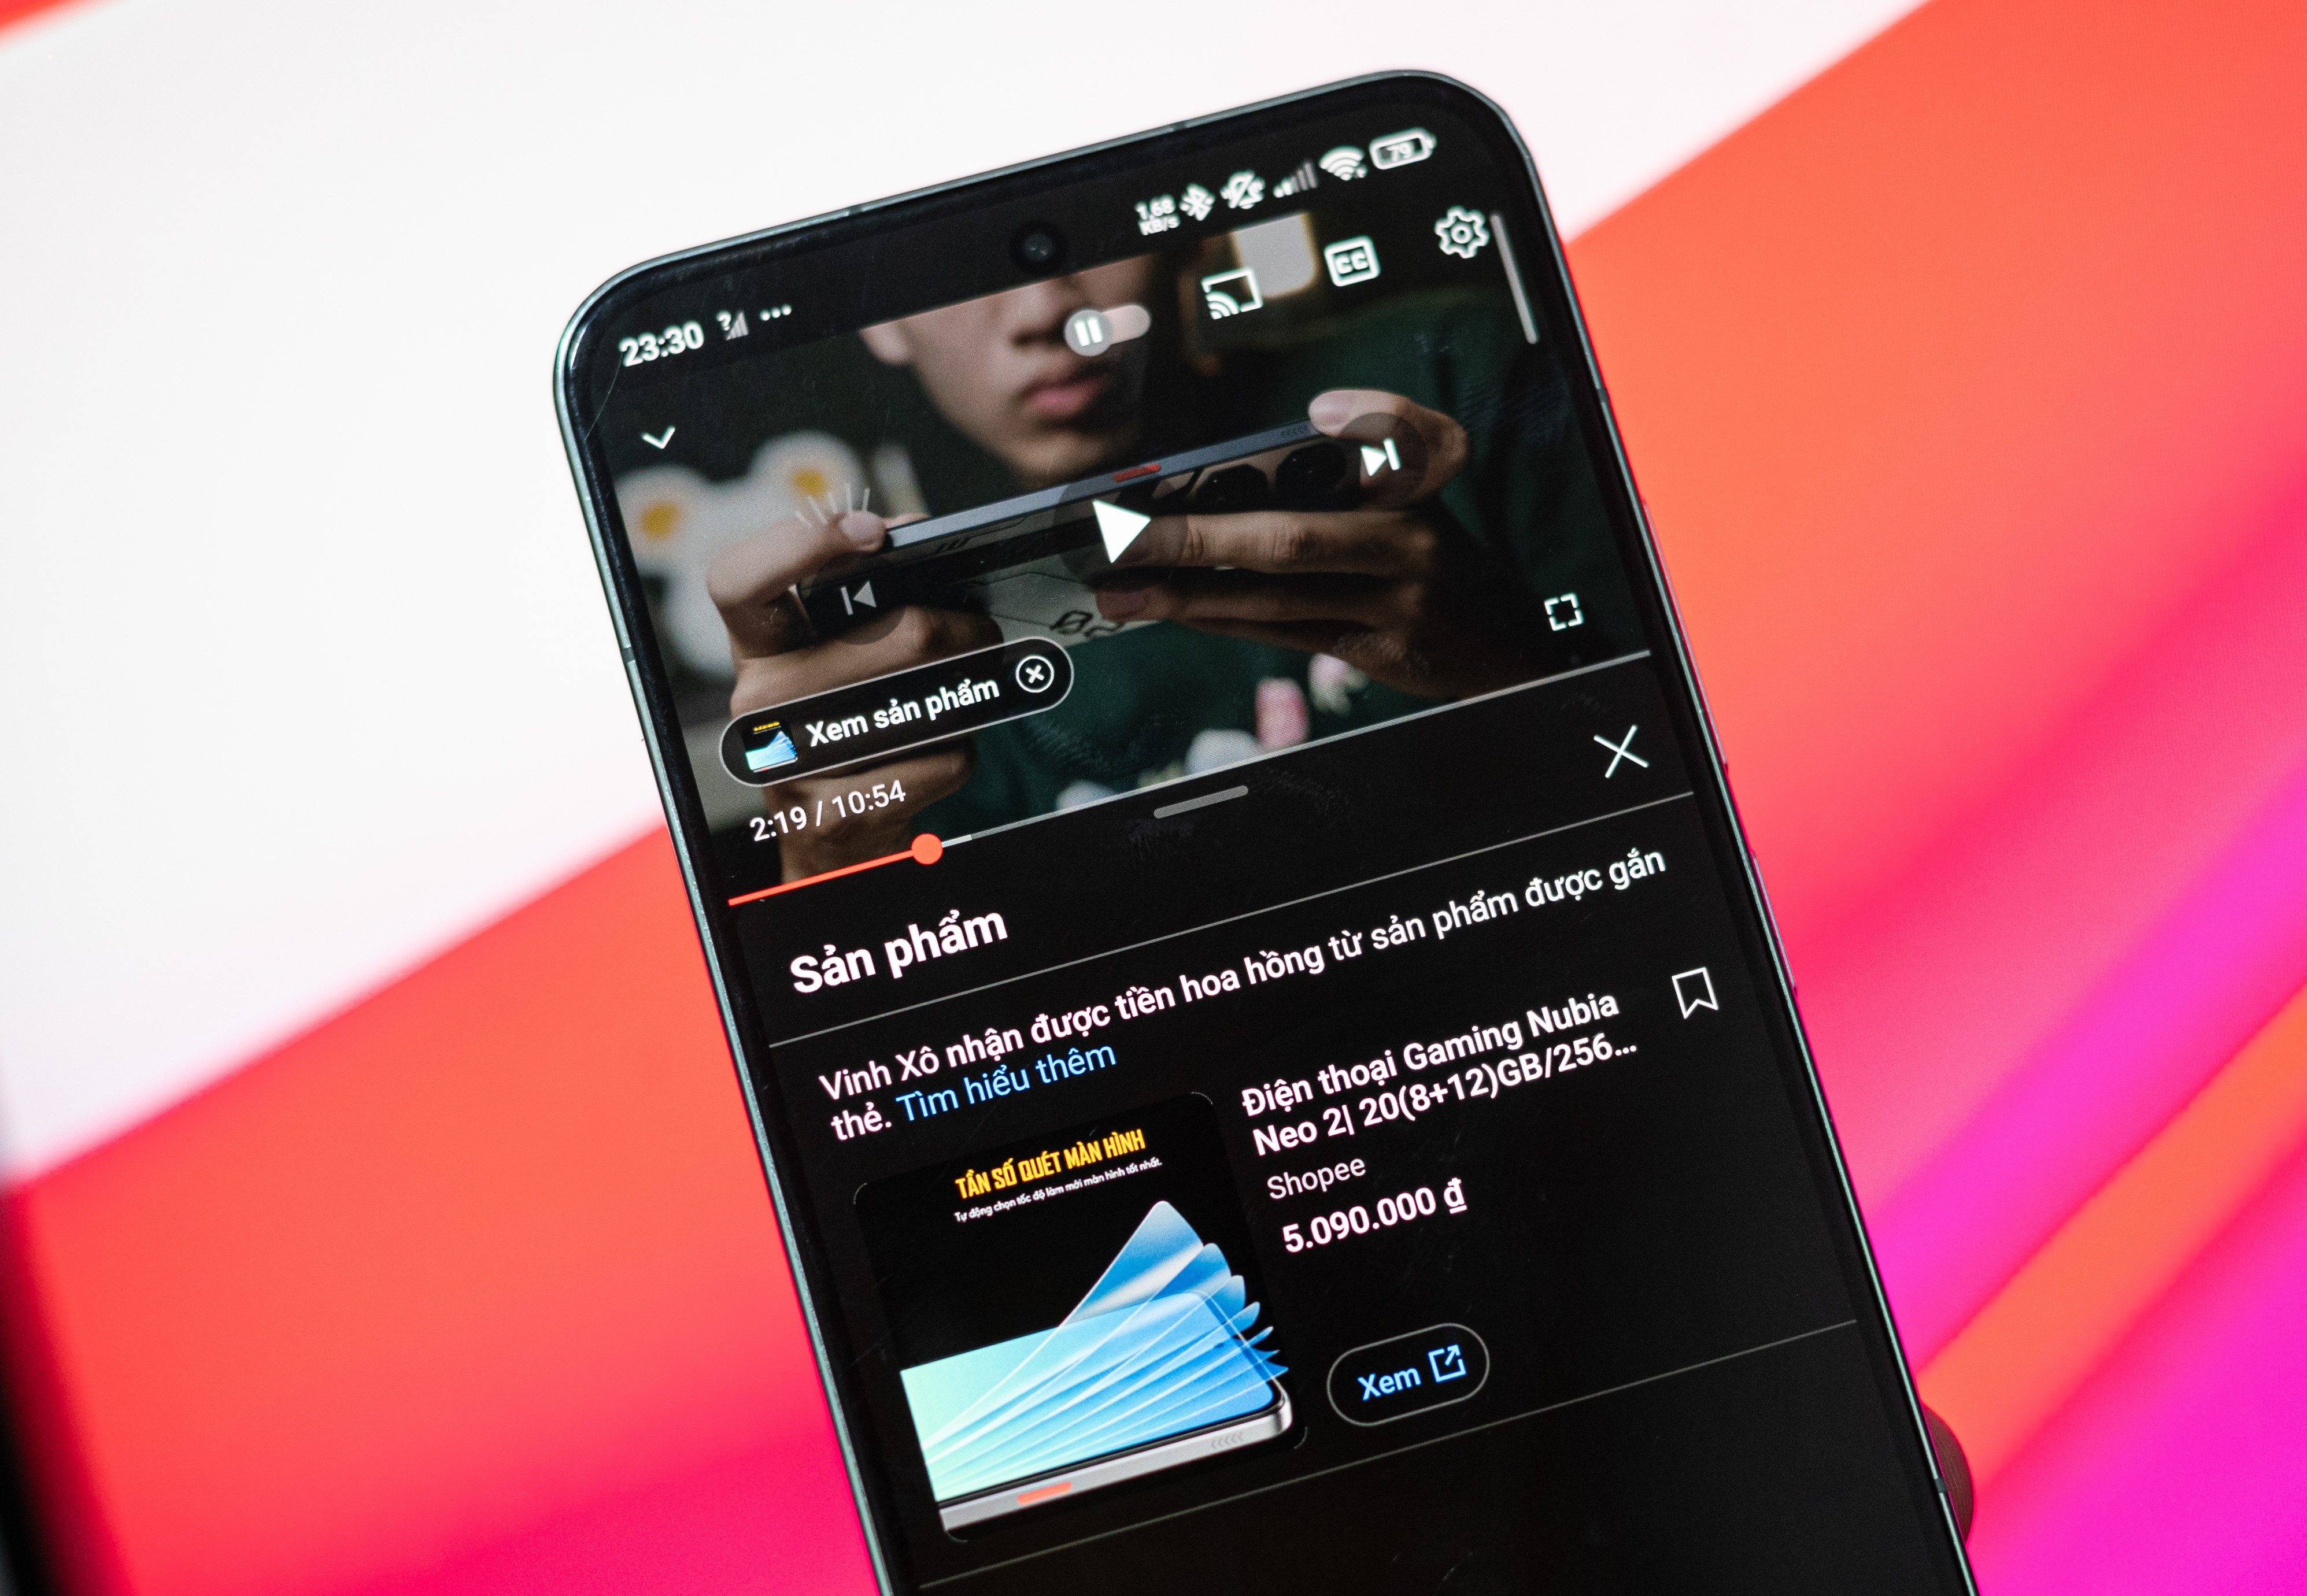 23:30
1,68
KB/s
79
CC
Xem sản phẩm
2:19 / 10:54
Sản phẩm
Vinh Xô nhận được tiền hoa hồng từ sản phẩm được gắn
thẻ. Tìm hiểu thêm
TẦN SỐ QUÉT MÀN HÌNH
Tự động chọn tốc độ làm mới màn hình tốt nhất.
Điện thoại Gaming Nubia
Neo 2| 20(8+12)GB/256...
Shopee
5.090.000 ₫
Xem